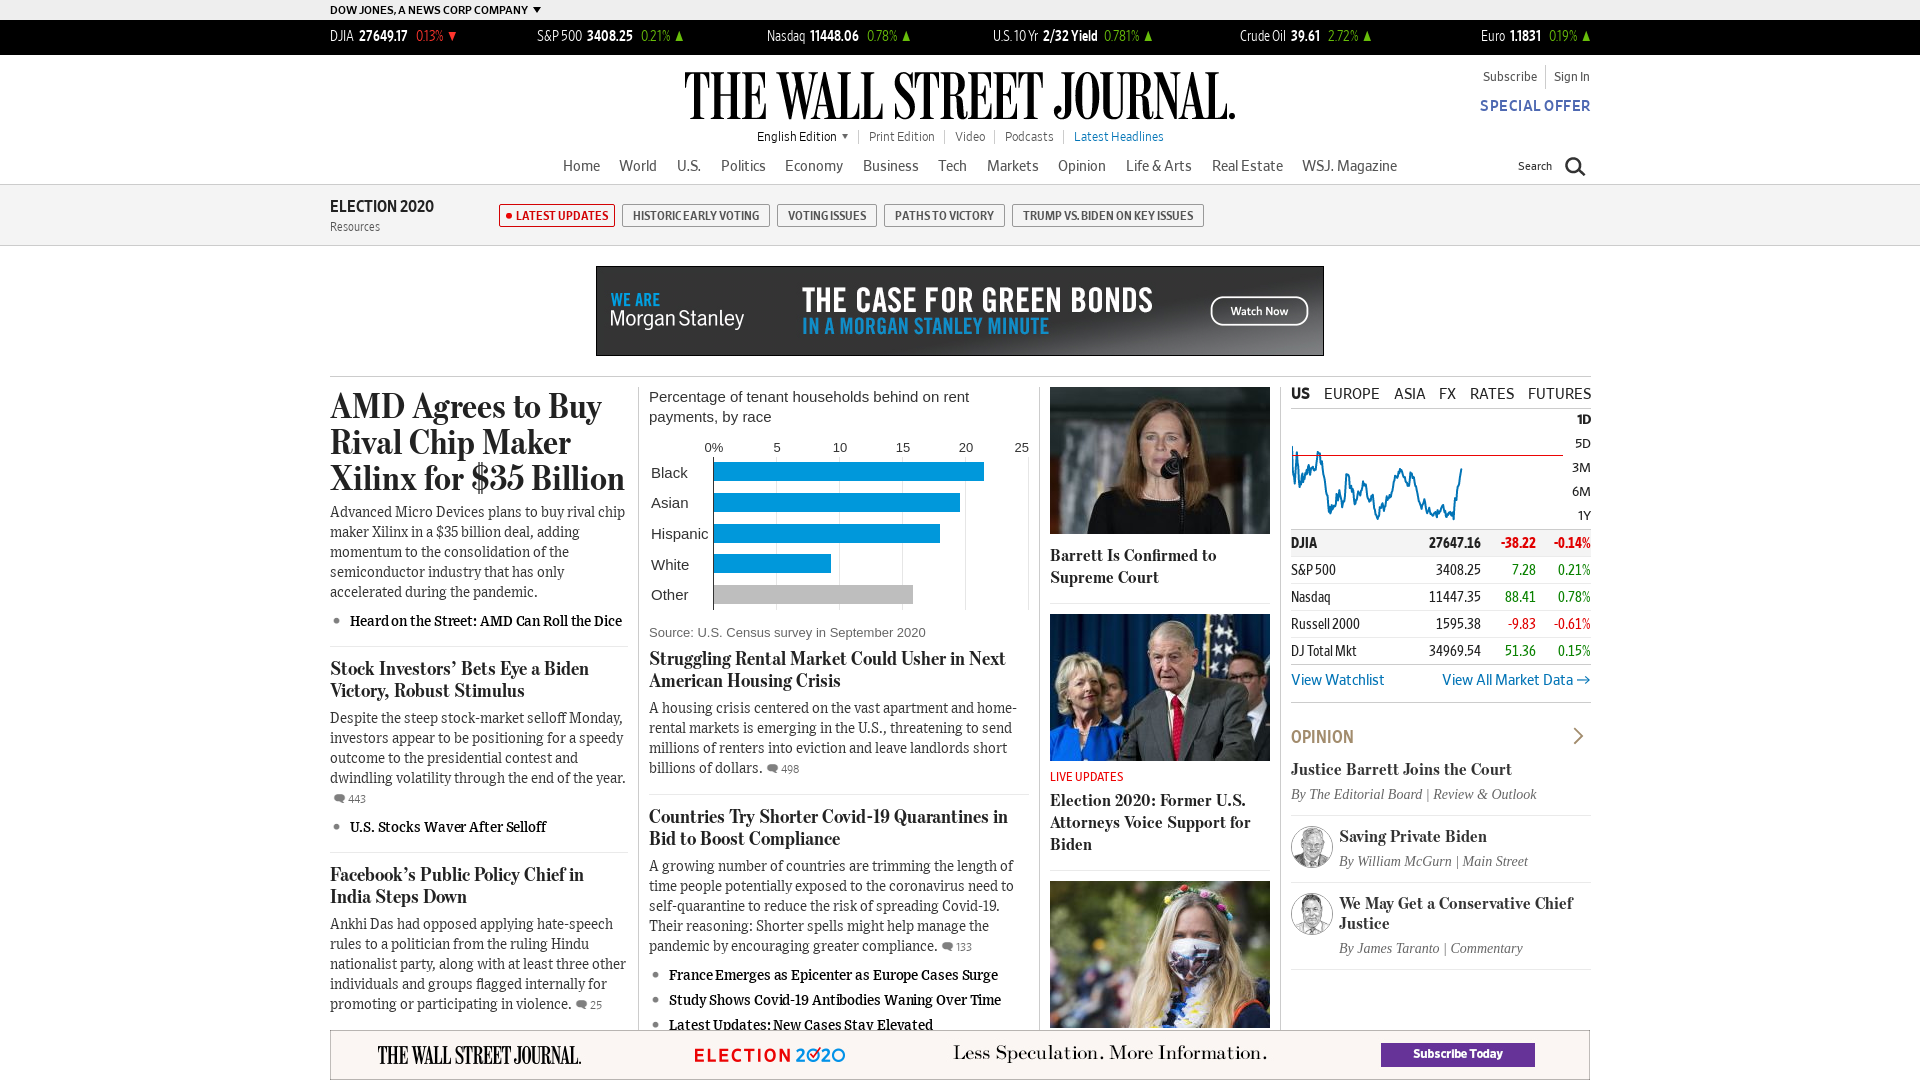 DOW JONES, A NEWS CORP COMPANY
DJIA 27649.17 0.13% S&P 500 3408.25 0.21% Nasdaq 11448.06 0.78% U.S. 10 Yr 2/32 Yield 0.781% Crude Oil 39.61 2.72% Euro 1.1831 0.19%
THE WALL STREET JOURNAL.
Subscribe Sign In
SPECIAL OFFER
English Edition Print Edition Video Podcasts Latest Headlines
Home World U.S. Politics Economy Business Tech Markets Opinion Life & Arts Real Estate WSJ. Magazine
Search
ELECTION 2020
Resources
LATEST UPDATES HISTORIC EARLY VOTING VOTING ISSUES PATHS TO VICTORY TRUMP VS. BIDEN ON KEY ISSUES
WE ARE
Morgan Stanley
THE CASE FOR GREEN BONDS
IN A MORGAN STANLEY MINUTE
Watch Now
AMD Agrees to Buy
Rival Chip Maker
Xilinx for $35 Billion
Advanced Micro Devices plans to buy rival chip
maker Xilinx in a $35 billion deal, adding
momentum to the consolidation of the
semiconductor industry that has only
accelerated during the pandemic.
Heard on the Street: AMD Can Roll the Dice
Stock Investors’ Bets Eye a Biden
Victory, Robust Stimulus
Despite the steep stock-market selloff Monday,
investors appear to be positioning for a speedy
outcome to the presidential contest and
dwindling volatility through the end of the year.
443
U.S. Stocks Waver After Selloff
Facebook’s Public Policy Chief in
India Steps Down
Ankhi Das had opposed applying hate-speech
rules to a politician from the ruling Hindu
nationalist party, along with at least three other
individuals and groups flagged internally for
promoting or participating in violence. 25
Percentage of tenant households behind on rent
payments, by race
0% 5 10 15 20 25
Black
Asian
Hispanic
White
Other
Source: U.S. Census survey in September 2020
Struggling Rental Market Could Usher in Next
American Housing Crisis
A housing crisis centered on the vast apartment and home-
rental markets is emerging in the U.S., threatening to send
millions of renters into eviction and leave landlords short
billions of dollars. 498
Countries Try Shorter Covid-19 Quarantines in
Bid to Boost Compliance
A growing number of countries are trimming the length of
time people potentially exposed to the coronavirus need to
self-quarantine to reduce the risk of spreading Covid-19.
Their reasoning: Shorter spells might help manage the
pandemic by encouraging greater compliance. 133
France Emerges as Epicenter as Europe Cases Surge
Study Shows Covid-19 Antibodies Waning Over Time
Latest Updates: New Cases Stay Elevated
Barrett Is Confirmed to
Supreme Court
LIVE UPDATES
Election 2020: Former U.S.
Attorneys Voice Support for
Biden
US EUROPE ASIA FX RATES FUTURES
1D
5D
3M
6M
1Y
DJIA 27647.16 -38.22 -0.14%
S&P 500 3408.25 7.28 0.21%
Nasdaq 11447.35 88.41 0.78%
Russell 2000 1595.38 -9.83 -0.61%
DJ Total Mkt 34969.54 51.36 0.15%
View Watchlist View All Market Data
OPINION
Justice Barrett Joins the Court
By The Editorial Board | Review & Outlook
Saving Private Biden
By William McGurn | Main Street
We May Get a Conservative Chief
Justice
By James Taranto | Commentary
THE WALL STREET JOURNAL.
ELECTION 2020
Less Speculation. More Information.
Subscribe Today